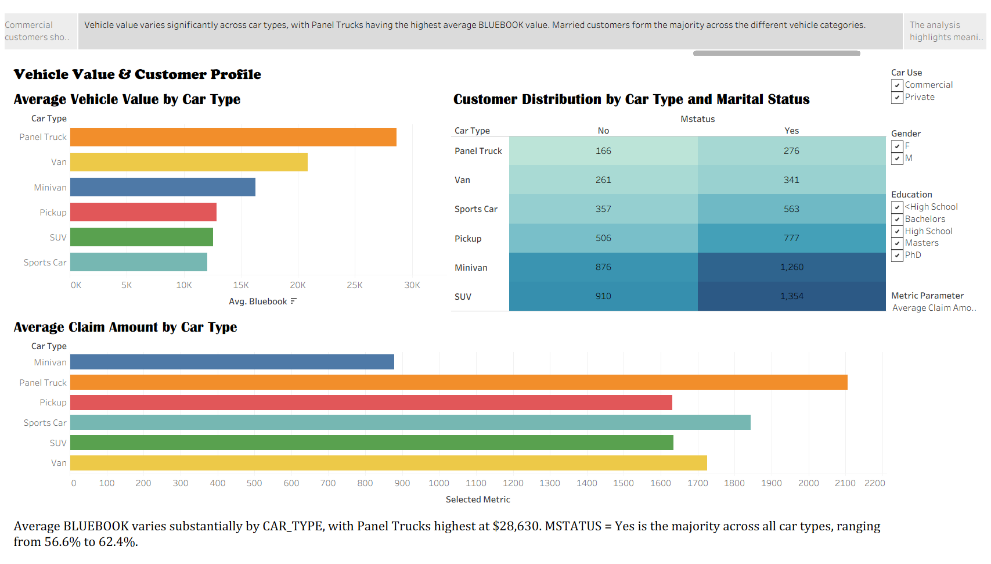 Commercial
customers sho..
Vehicle value varies significantly across car types, with Panel Trucks having the highest average BLUEBOOK value. Married customers form the majority across the different vehicle categories.
The analysis
highlights meani..
Vehicle Value & Customer Profile
Average Vehicle Value by Car Type
Car Type
Panel Truck
Van
Minivan
Pickup
SUV
Sports Car
0K 5K 10K 15K 20K 25K 30K
Avg. Bluebook
Customer Distribution by Car Type and Marital Status
Mstatus
Car Type No Yes
Panel Truck 166 276
Van 261 341
Sports Car 357 563
Pickup 506 777
Minivan 876 1,260
SUV 910 1,354
Car Use
Commercial
Private
Gender
F
M
Education
<High School
Bachelors
High School
Masters
PhD
Metric Parameter
Average Claim Amo..
Average Claim Amount by Car Type
Car Type
Minivan
Panel Truck
Pickup
Sports Car
SUV
Van
0 100 200 300 400 500 600 700 800 900 1000 1100 1200 1300 1400 1500 1600 1700 1800 1900 2000 2100 2200
Selected Metric
Average BLUEBOOK varies substantially by CAR_TYPE, with Panel Trucks highest at $28,630. MSTATUS = Yes is the majority across all car types, ranging
from 56.6% to 62.4%.